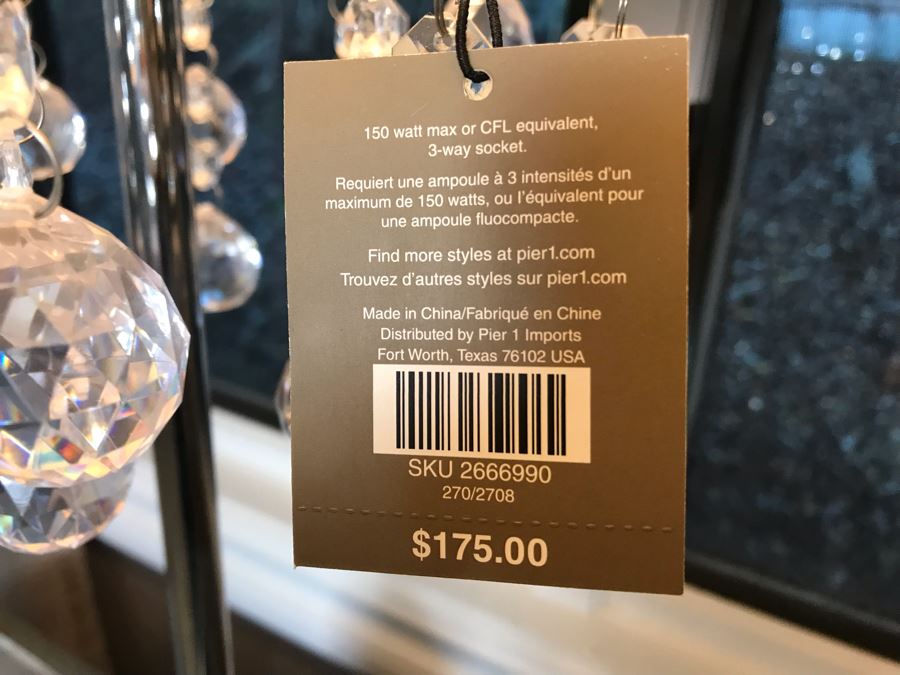 150 watt max or CFL equivalent,
3-way socket.
Requiert une ampoule à 3 intensités d'un
maximum de 150 watts, ou l'équivalent pour
une ampoule fluocompacte.
Find more styles at pier1.com
Trouvez d'autres styles sur pier1.com
Made in China/Fabriqué en Chine
Distributed by Pier 1 Imports
Fort Worth, Texas 76102 USA
SKU 2666990
270/2708
$175.00